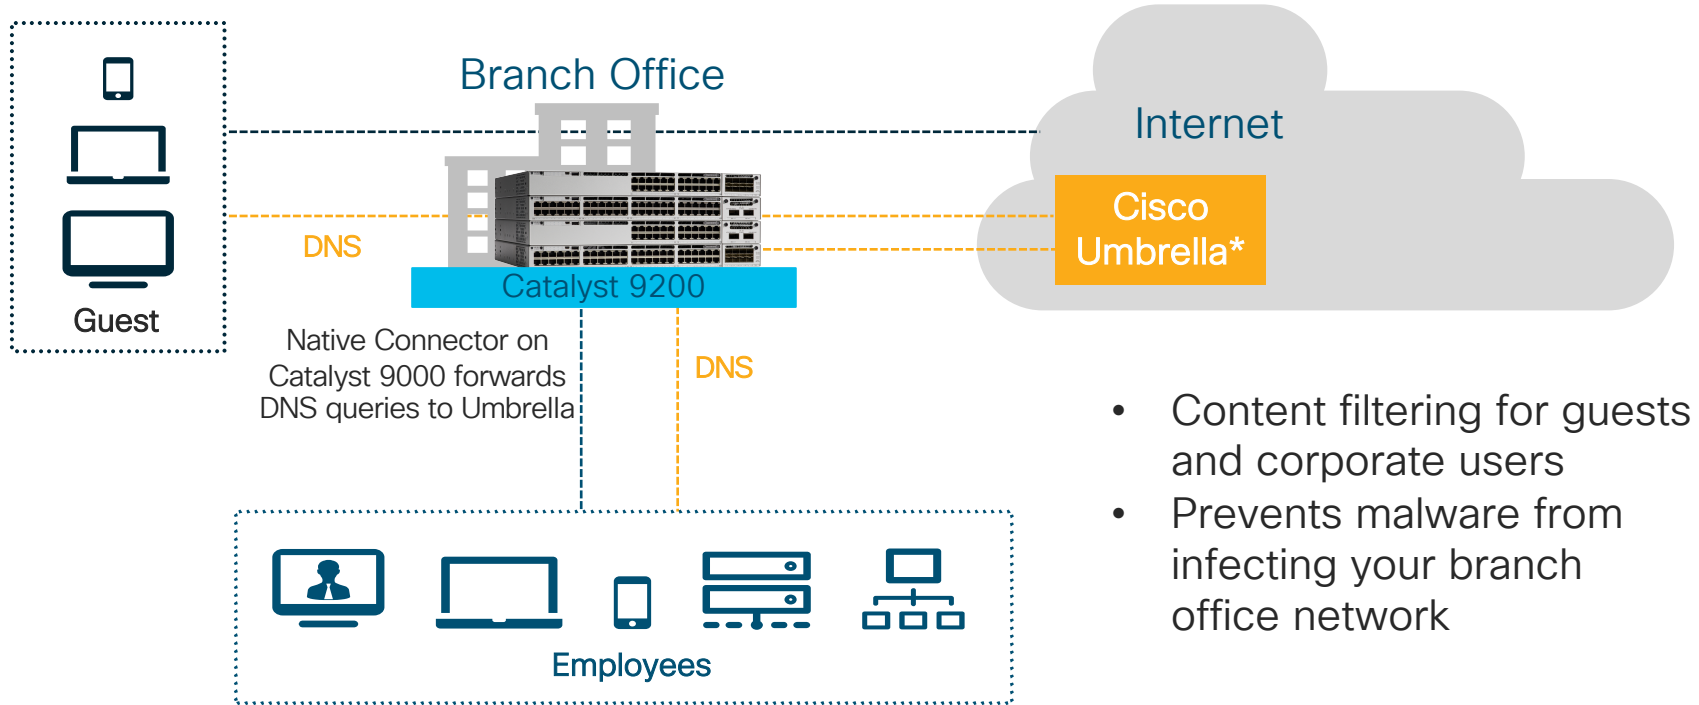 Branch Office
Internet
Cisco
Umbrella*
DNS
Catalyst 9200
Guest
Native Connector on
Catalyst 9000 forwards
DNS queries to Umbrella
DNS
• Content filtering for guests
and corporate users
• Prevents malware from
infecting your branch
office network
Employees